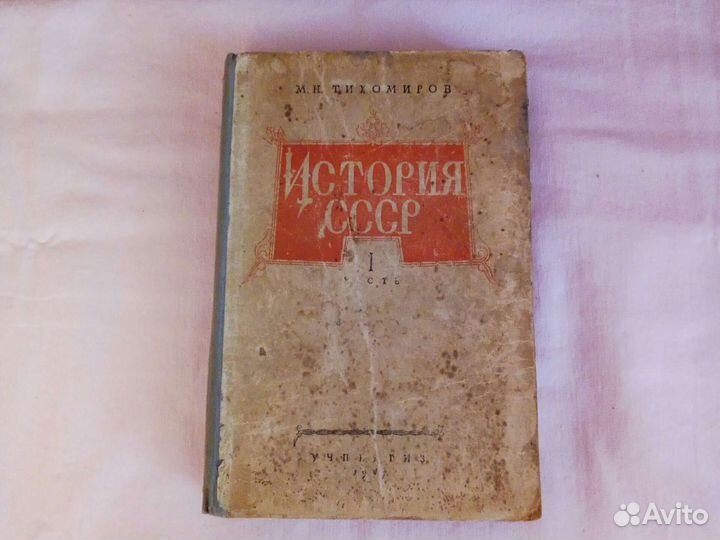 М.Н. ТИХОМИРОВ
ИСТОРИЯ
СССР
I
ЧАСТЬ
УЧПЕДГИЗ
Avito